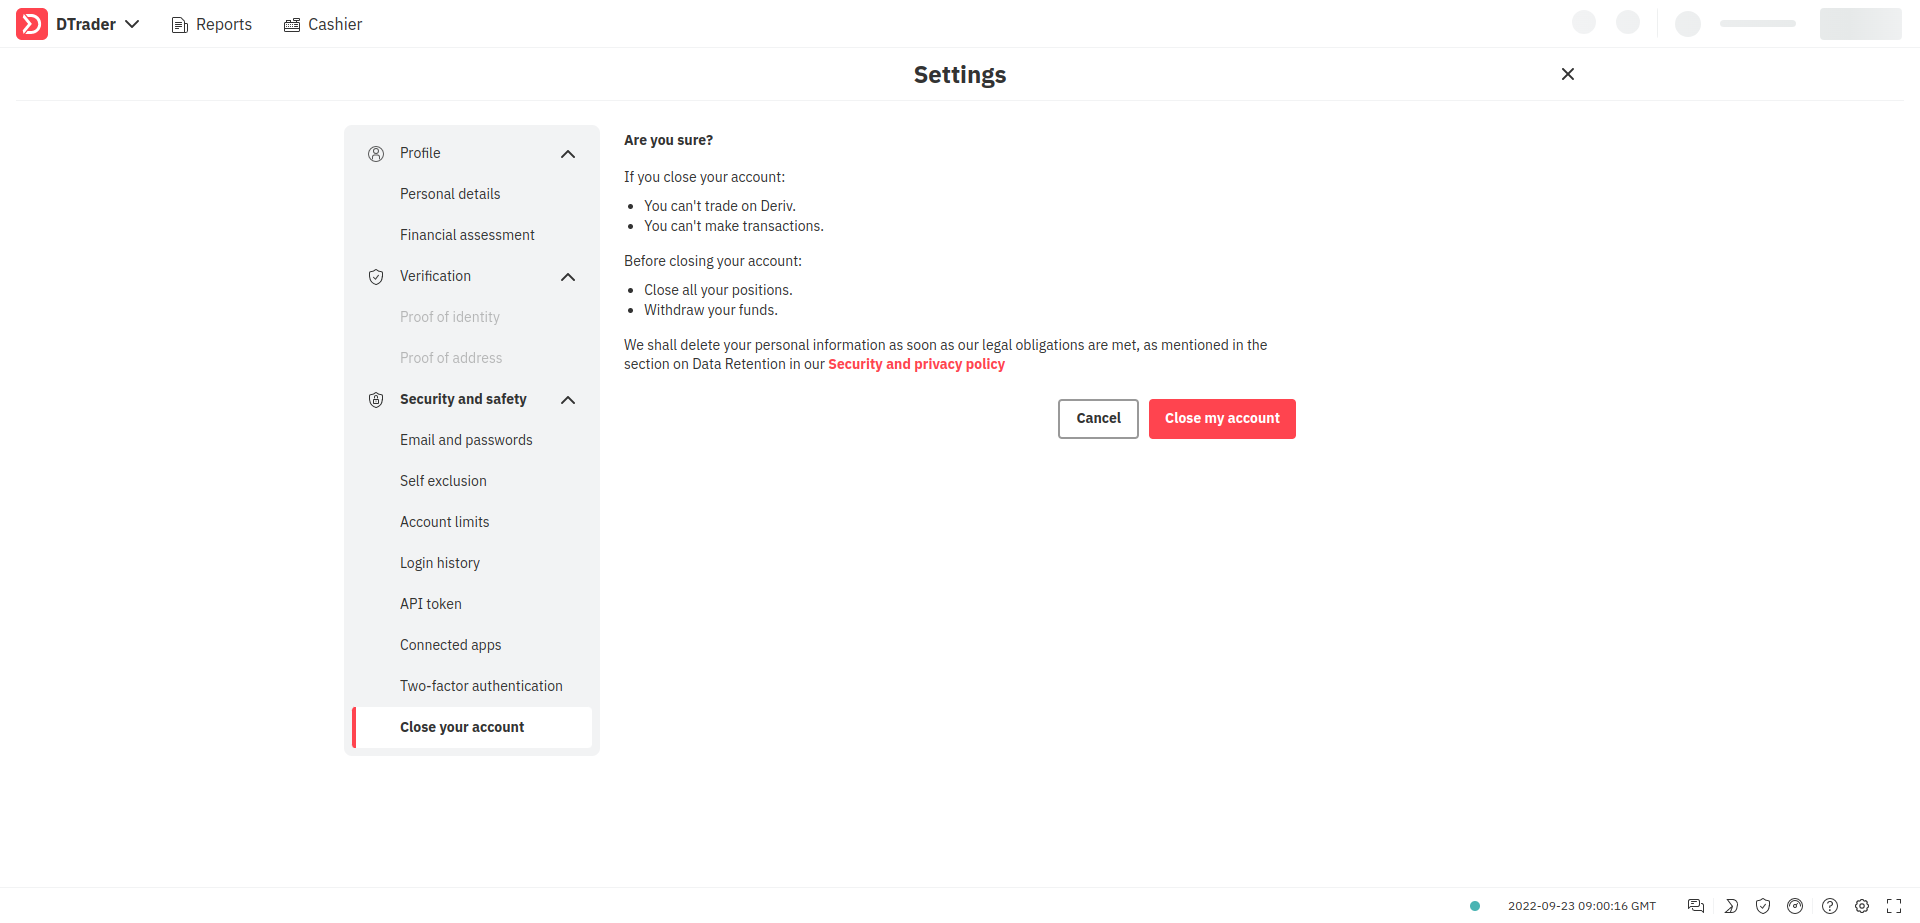 DTrader Reports Cashier
Settings
Profile
Personal details
Financial assessment
Verification
Proof of identity
Proof of address
Security and safety
Email and passwords
Self exclusion
Account limits
Login history
API token
Connected apps
Two-factor authentication
Close your account
Are you sure?
If you close your account:
• You can't trade on Deriv.
• You can't make transactions.
Before closing your account:
• Close all your positions.
• Withdraw your funds.
We shall delete your personal information as soon as our legal obligations are met, as mentioned in the
section on Data Retention in our Security and privacy policy
Cancel Close my account
2022-09-23 09:00:16 GMT